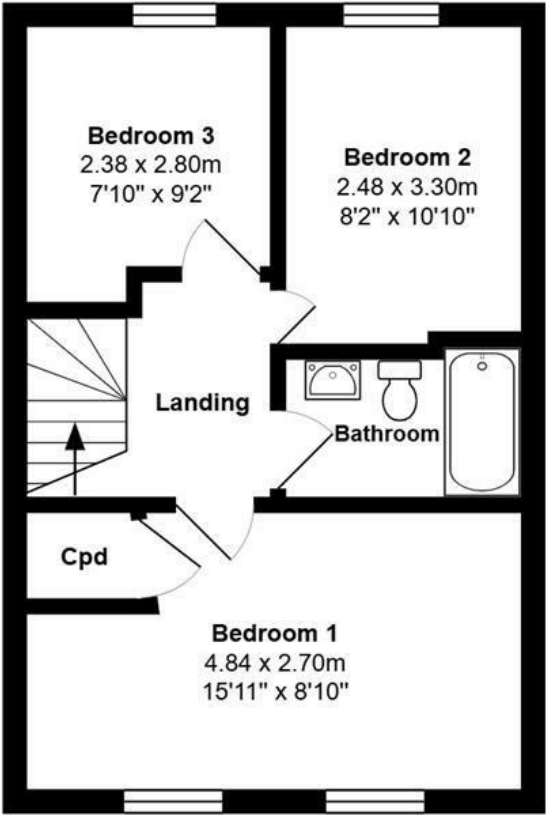 Bedroom 3
2.38 x 2.80m
7'10" x 9'2"
Bedroom 2
2.48 x 3.30m
8'2" x 10'10"
Landing
Bathroom
Cpd
Bedroom 1
4.84 x 2.70m
15'11" x 8'10"